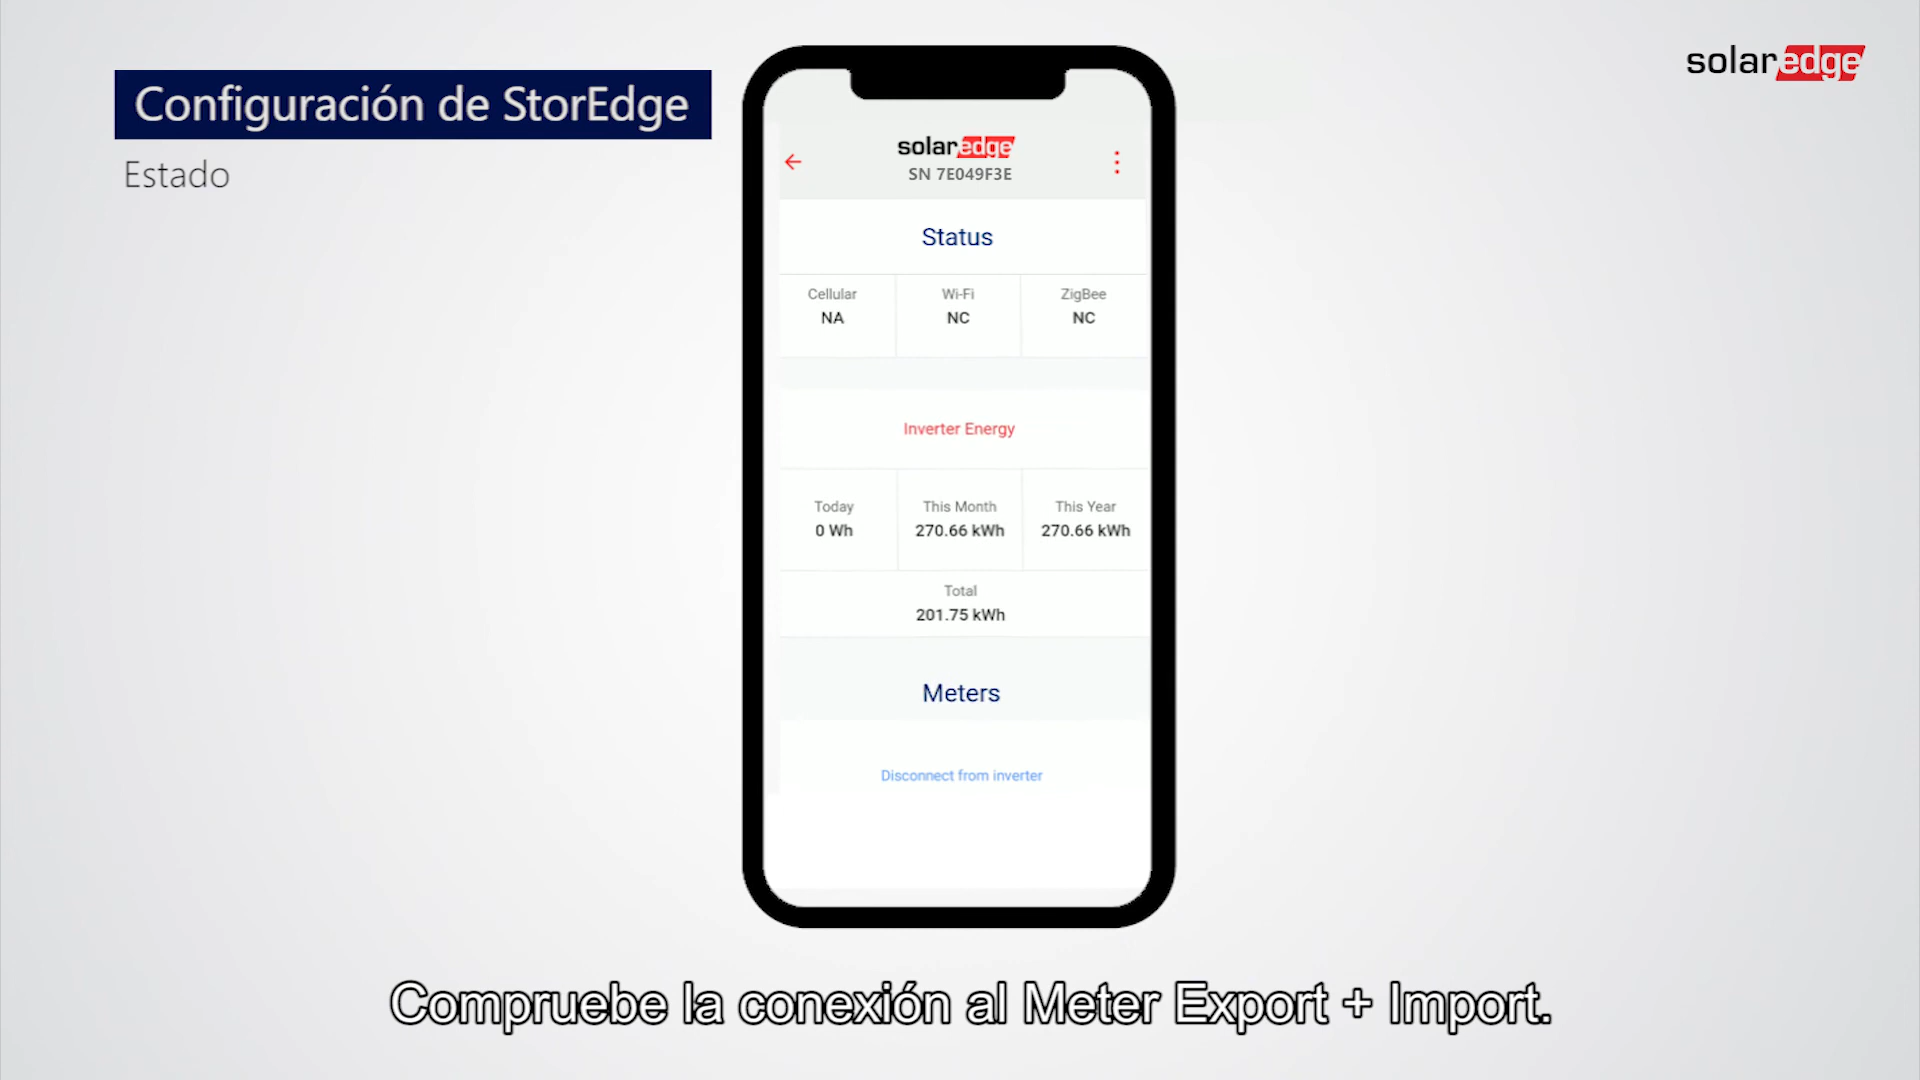 Configuración de StorEdge
Estado
solaredge
solaredge
SN 7E049F3E
Status
Cellular Wi-Fi ZigBee
NA NC NC
Inverter Energy
Today This Month This Year
0 Wh 270.66 kWh 270.66 kWh
Total
201.75 kWh
Meters
Disconnect from inverter
Compruebe la conexión al Meter Export + Import.